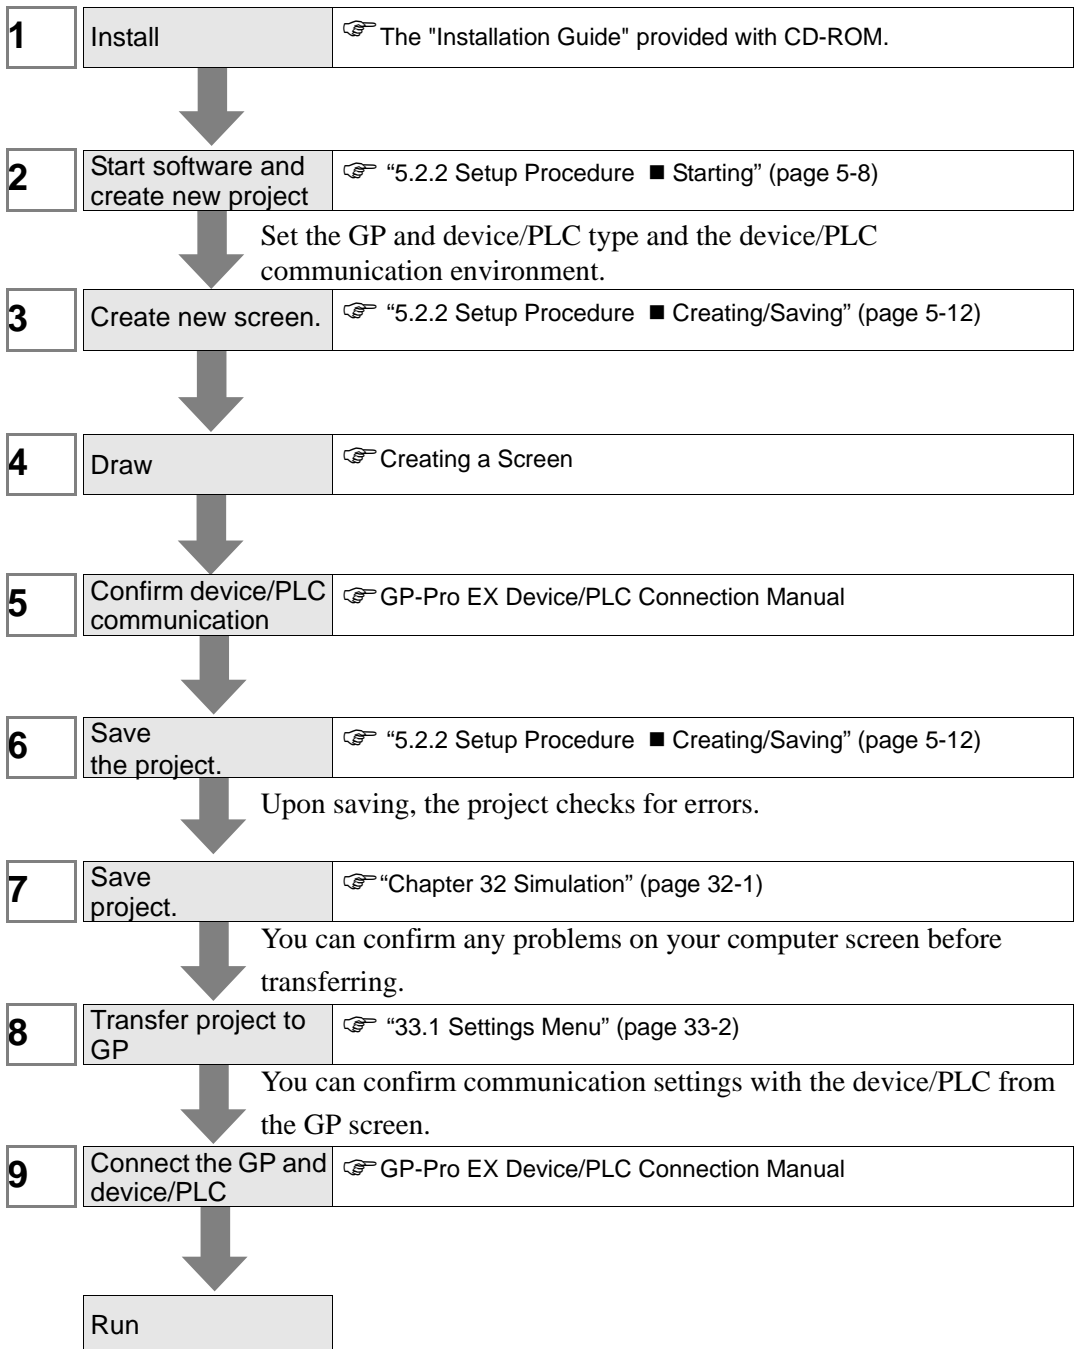 1
Install
☞ The "Installation Guide" provided with CD-ROM.
2
Start software and
create new project
☞ “5.2.2 Setup Procedure ■ Starting” (page 5-8)
Set the GP and device/PLC type and the device/PLC
communication environment.
3
Create new screen.
☞ “5.2.2 Setup Procedure ■ Creating/Saving” (page 5-12)
4
Draw
☞ Creating a Screen
5
Confirm device/PLC
communication
☞ GP-Pro EX Device/PLC Connection Manual
6
Save
the project.
☞ “5.2.2 Setup Procedure ■ Creating/Saving” (page 5-12)
Upon saving, the project checks for errors.
7
Save
project.
☞ “Chapter 32 Simulation” (page 32-1)
You can confirm any problems on your computer screen before
transferring.
8
Transfer project to
GP
☞ “33.1 Settings Menu” (page 33-2)
You can confirm communication settings with the device/PLC from
the GP screen.
9
Connect the GP and
device/PLC
☞ GP-Pro EX Device/PLC Connection Manual
Run